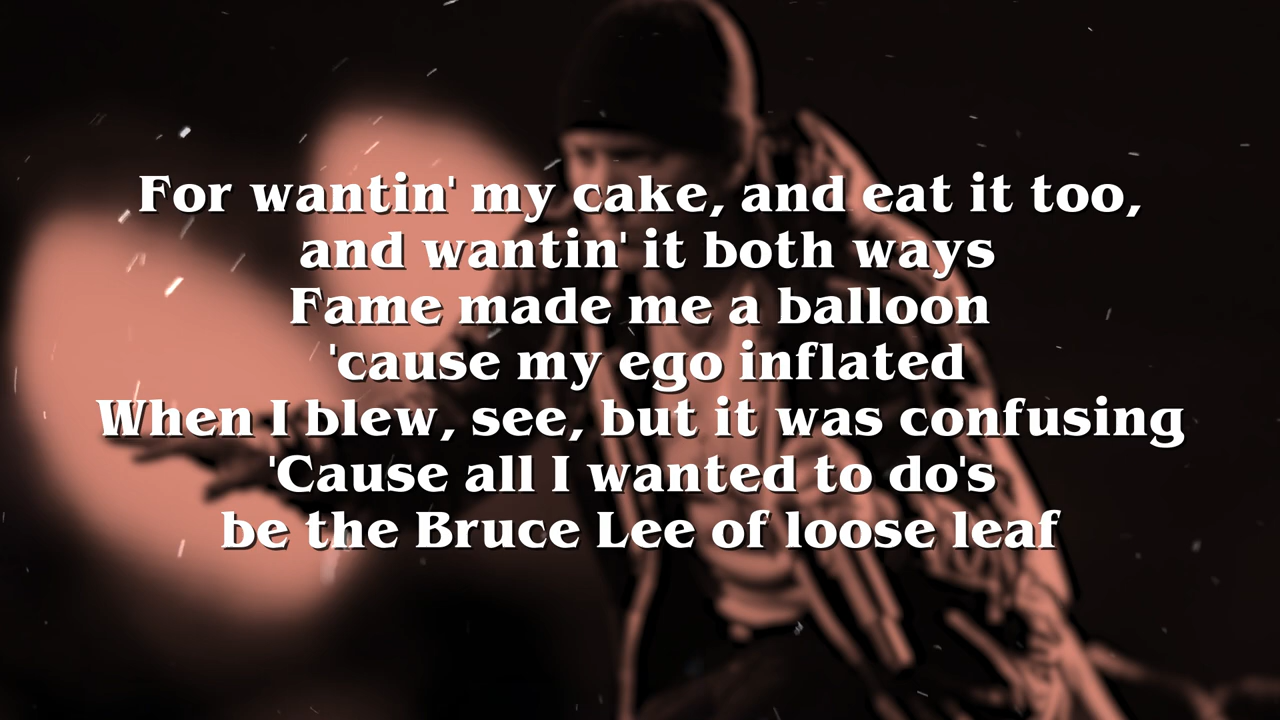 For wantin' my cake, and eat it too,
and wantin' it both ways
Fame made me a balloon
'cause my ego inflated
When I blew, see, but it was confusing
'Cause all I wanted to do's
be the Bruce Lee of loose leaf